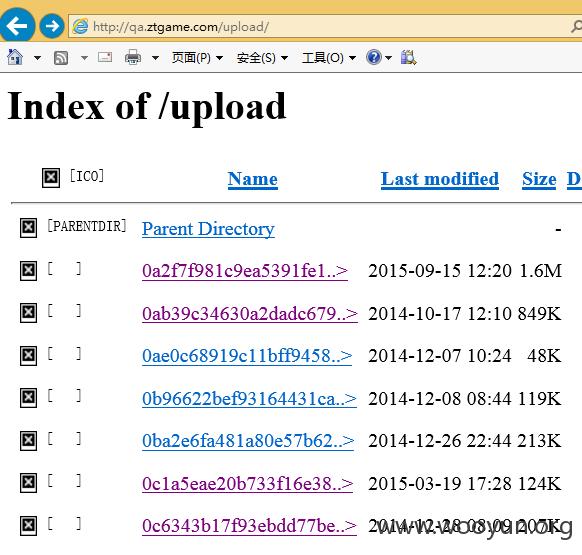 http://qa.ztgame.com/upload/
页面(P) 安全(S) 工具(O)
Index of /upload
[ICO] Name Last modified Size D
[PARENTDIR] Parent Directory -
[ ] 0a2f7f981c9ea5391fe1..> 2015-09-15 12:20 1.6M
[ ] 0ab39c34630a2dadc679..> 2014-10-17 12:10 849K
[ ] 0ae0c68919c11bff9458..> 2014-12-07 10:24 48K
[ ] 0b96622bef93164431ca..> 2014-12-08 08:44 119K
[ ] 0ba2e6fa481a80e57b62..> 2014-12-26 22:44 213K
[ ] 0c1a5eae20b733f16e38..> 2015-03-19 17:28 124K
[ ] 0c6343b17f93ebdd77be..> 2014-12-28 08:09 207K
www.wooyun.org